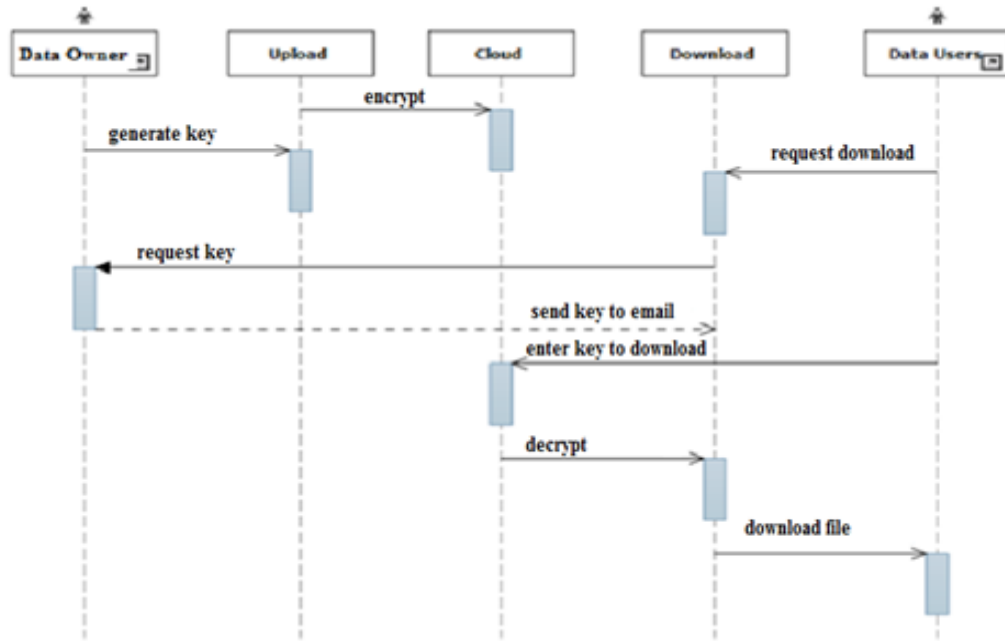 Data Owner
Upload
Cloud
Download
Data Users
encrypt
generate key
request download
request key
send key to email
enter key to download
decrypt
download file